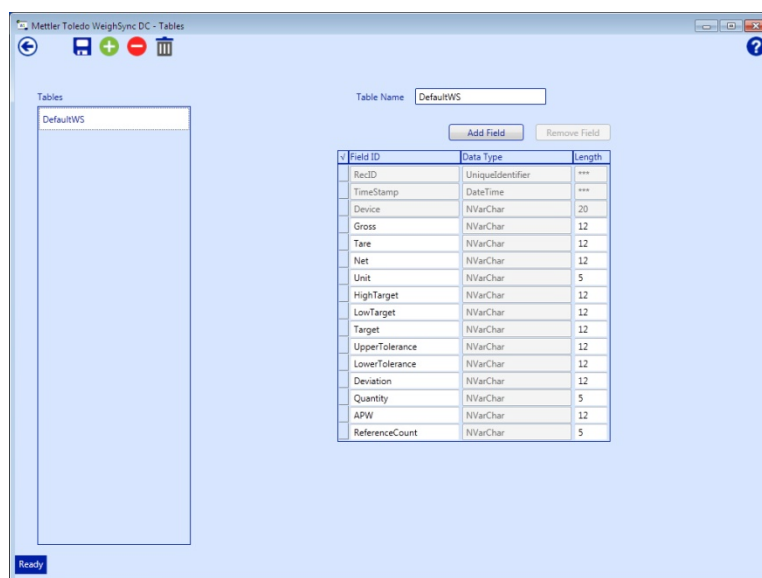 Mettler Toledo WeighSync DC - Tables
Tables
Table Name DefaultWS
DefaultWS
Add Field Remove Field
√ Field ID Data Type Length
RecID UniqueIdentifier ***
TimeStamp DateTime ***
Device NVarChar 20
Gross NVarChar 12
Tare NVarChar 12
Net NVarChar 12
Unit NVarChar 5
HighTarget NVarChar 12
LowTarget NVarChar 12
Target NVarChar 12
UpperTolerance NVarChar 12
LowerTolerance NVarChar 12
Deviation NVarChar 12
Quantity NVarChar 5
APW NVarChar 12
ReferenceCount NVarChar 5
Ready